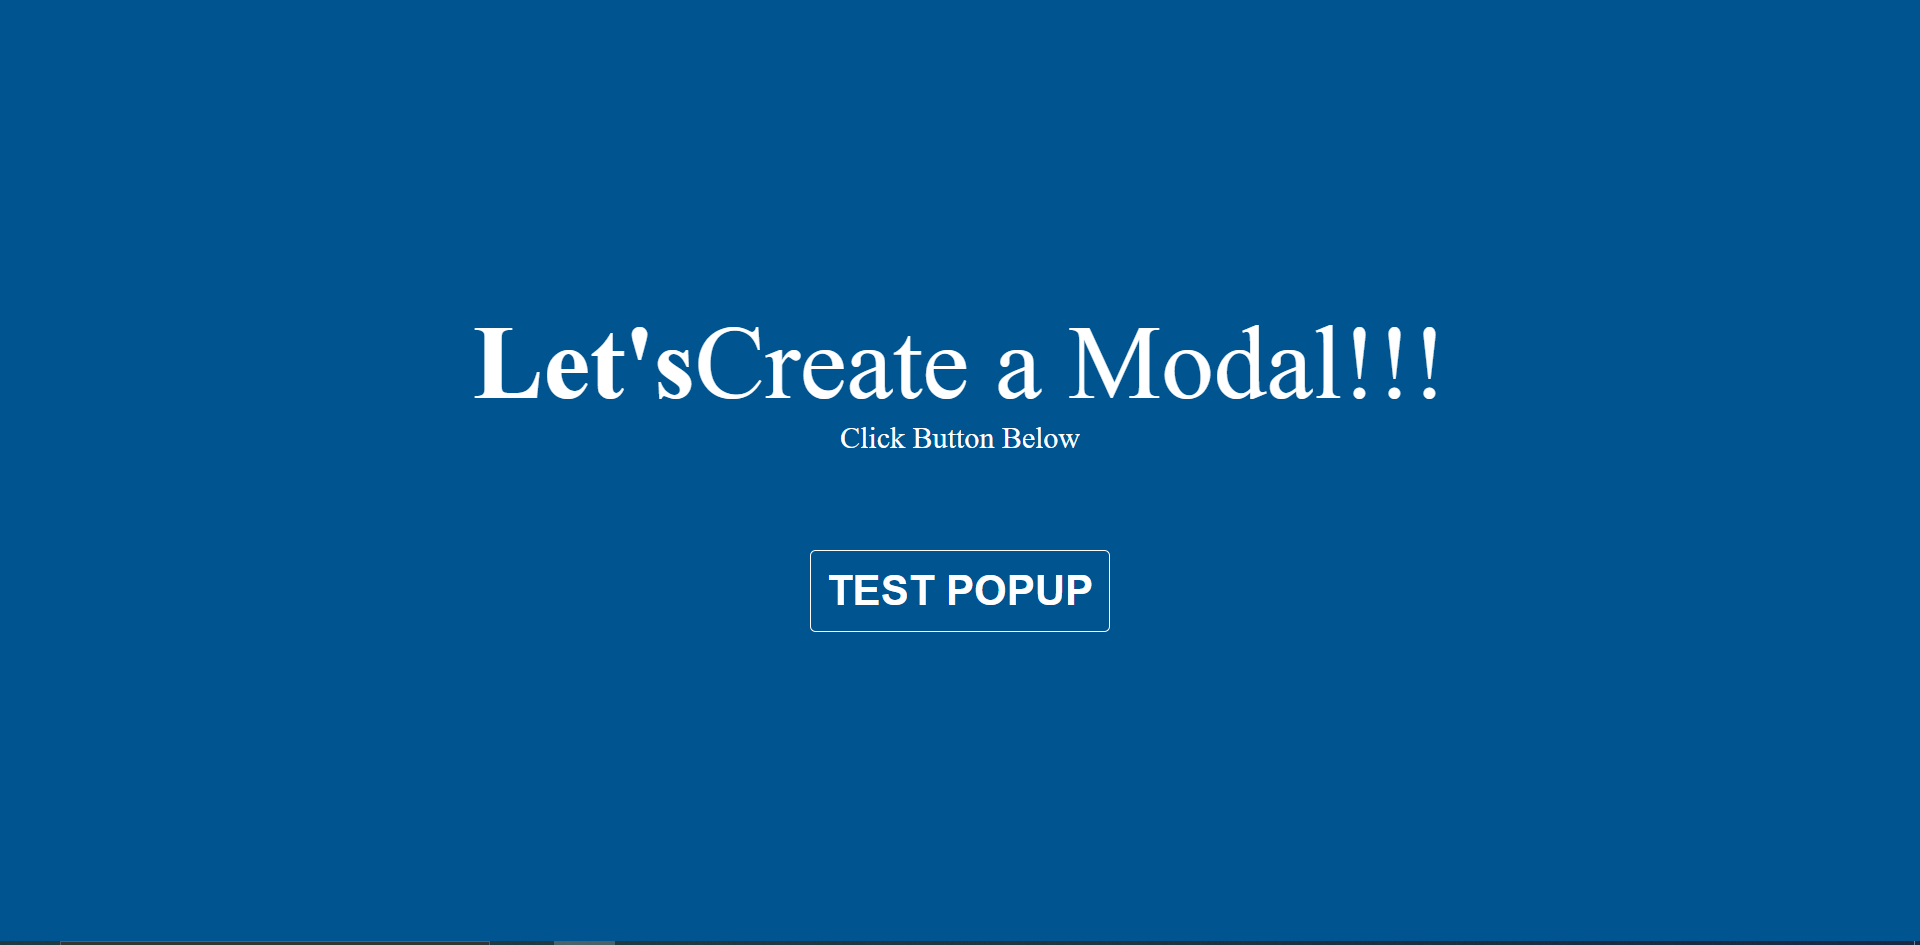 Let'sCreate a Modal!!!
Click Button Below
TEST POPUP